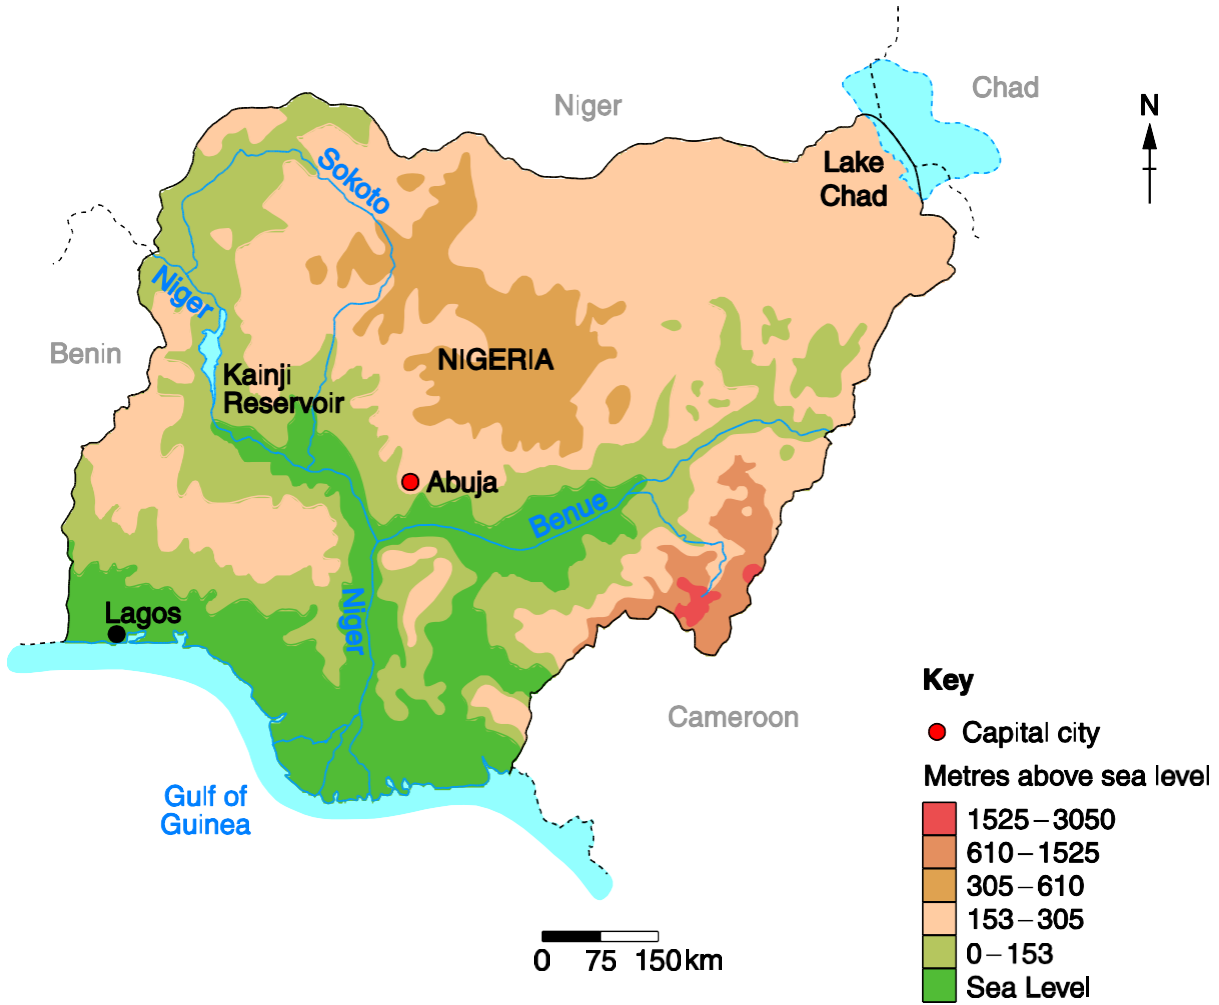 Niger
Chad
N
Sokoto
Lake
Chad
Niger
Benin
NIGERIA
Kainji
Reservoir
Abuja
Benue
Niger
Lagos
Cameroon
Gulf of
Guinea
Key
Capital city
Metres above sea level
1525–3050
610–1525
305–610
153–305
0–153
Sea Level
0 75 150km